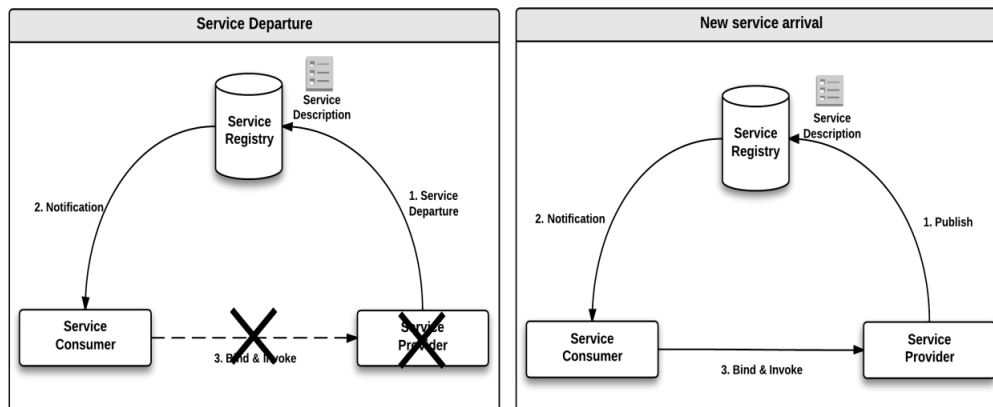 Service Departure
Service
Description
Service
Registry
1. Service
Departure
2. Notification
Service
Consumer
3. Bind & Invoke
Service
Provider
New service arrival
Service
Description
Service
Registry
2. Notification
1. Publish
Service
Consumer
3. Bind & Invoke
Service
Provider